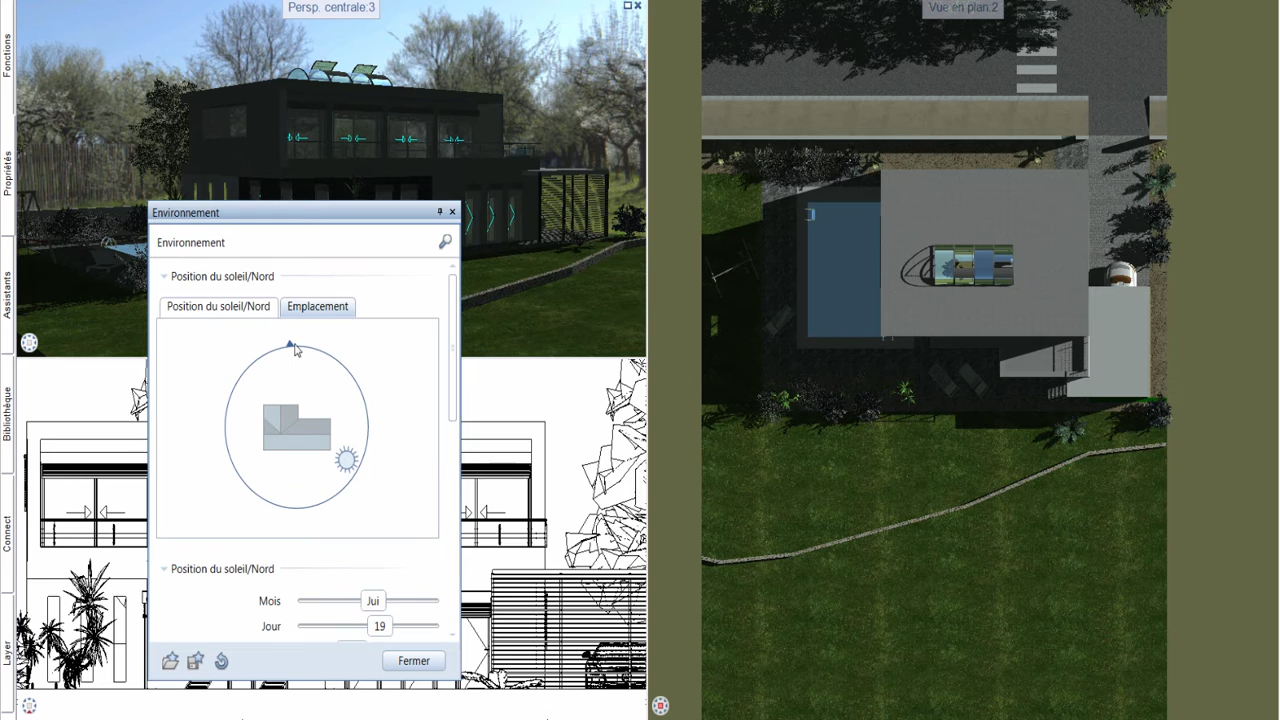 Persp. centrale:3
Vue en plan:2
Fonctions
Propriétés
Assistants
Bibliothèque
Connect
Layer
Environnement
Environnement
Position du soleil/Nord
Position du soleil/Nord
Emplacement
Position du soleil/Nord
Mois
Jui
Jour
19
Fermer